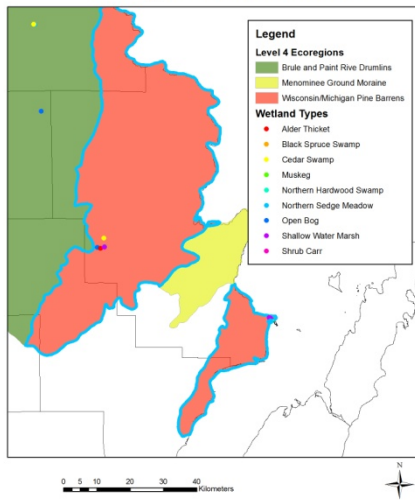 Legend
Level 4 Ecoregions
Brule and Paint Rive Drumlins
Menominee Ground Moraine
Wisconsin/Michigan Pine Barrens
Wetland Types
Alder Thicket
Black Spruce Swamp
Cedar Swamp
Muskeg
Northern Hardwood Swamp
Northern Sedge Meadow
Open Bog
Shallow Water Marsh
Shrub Carr
N
0 5 10 20 30 40
Kilometers